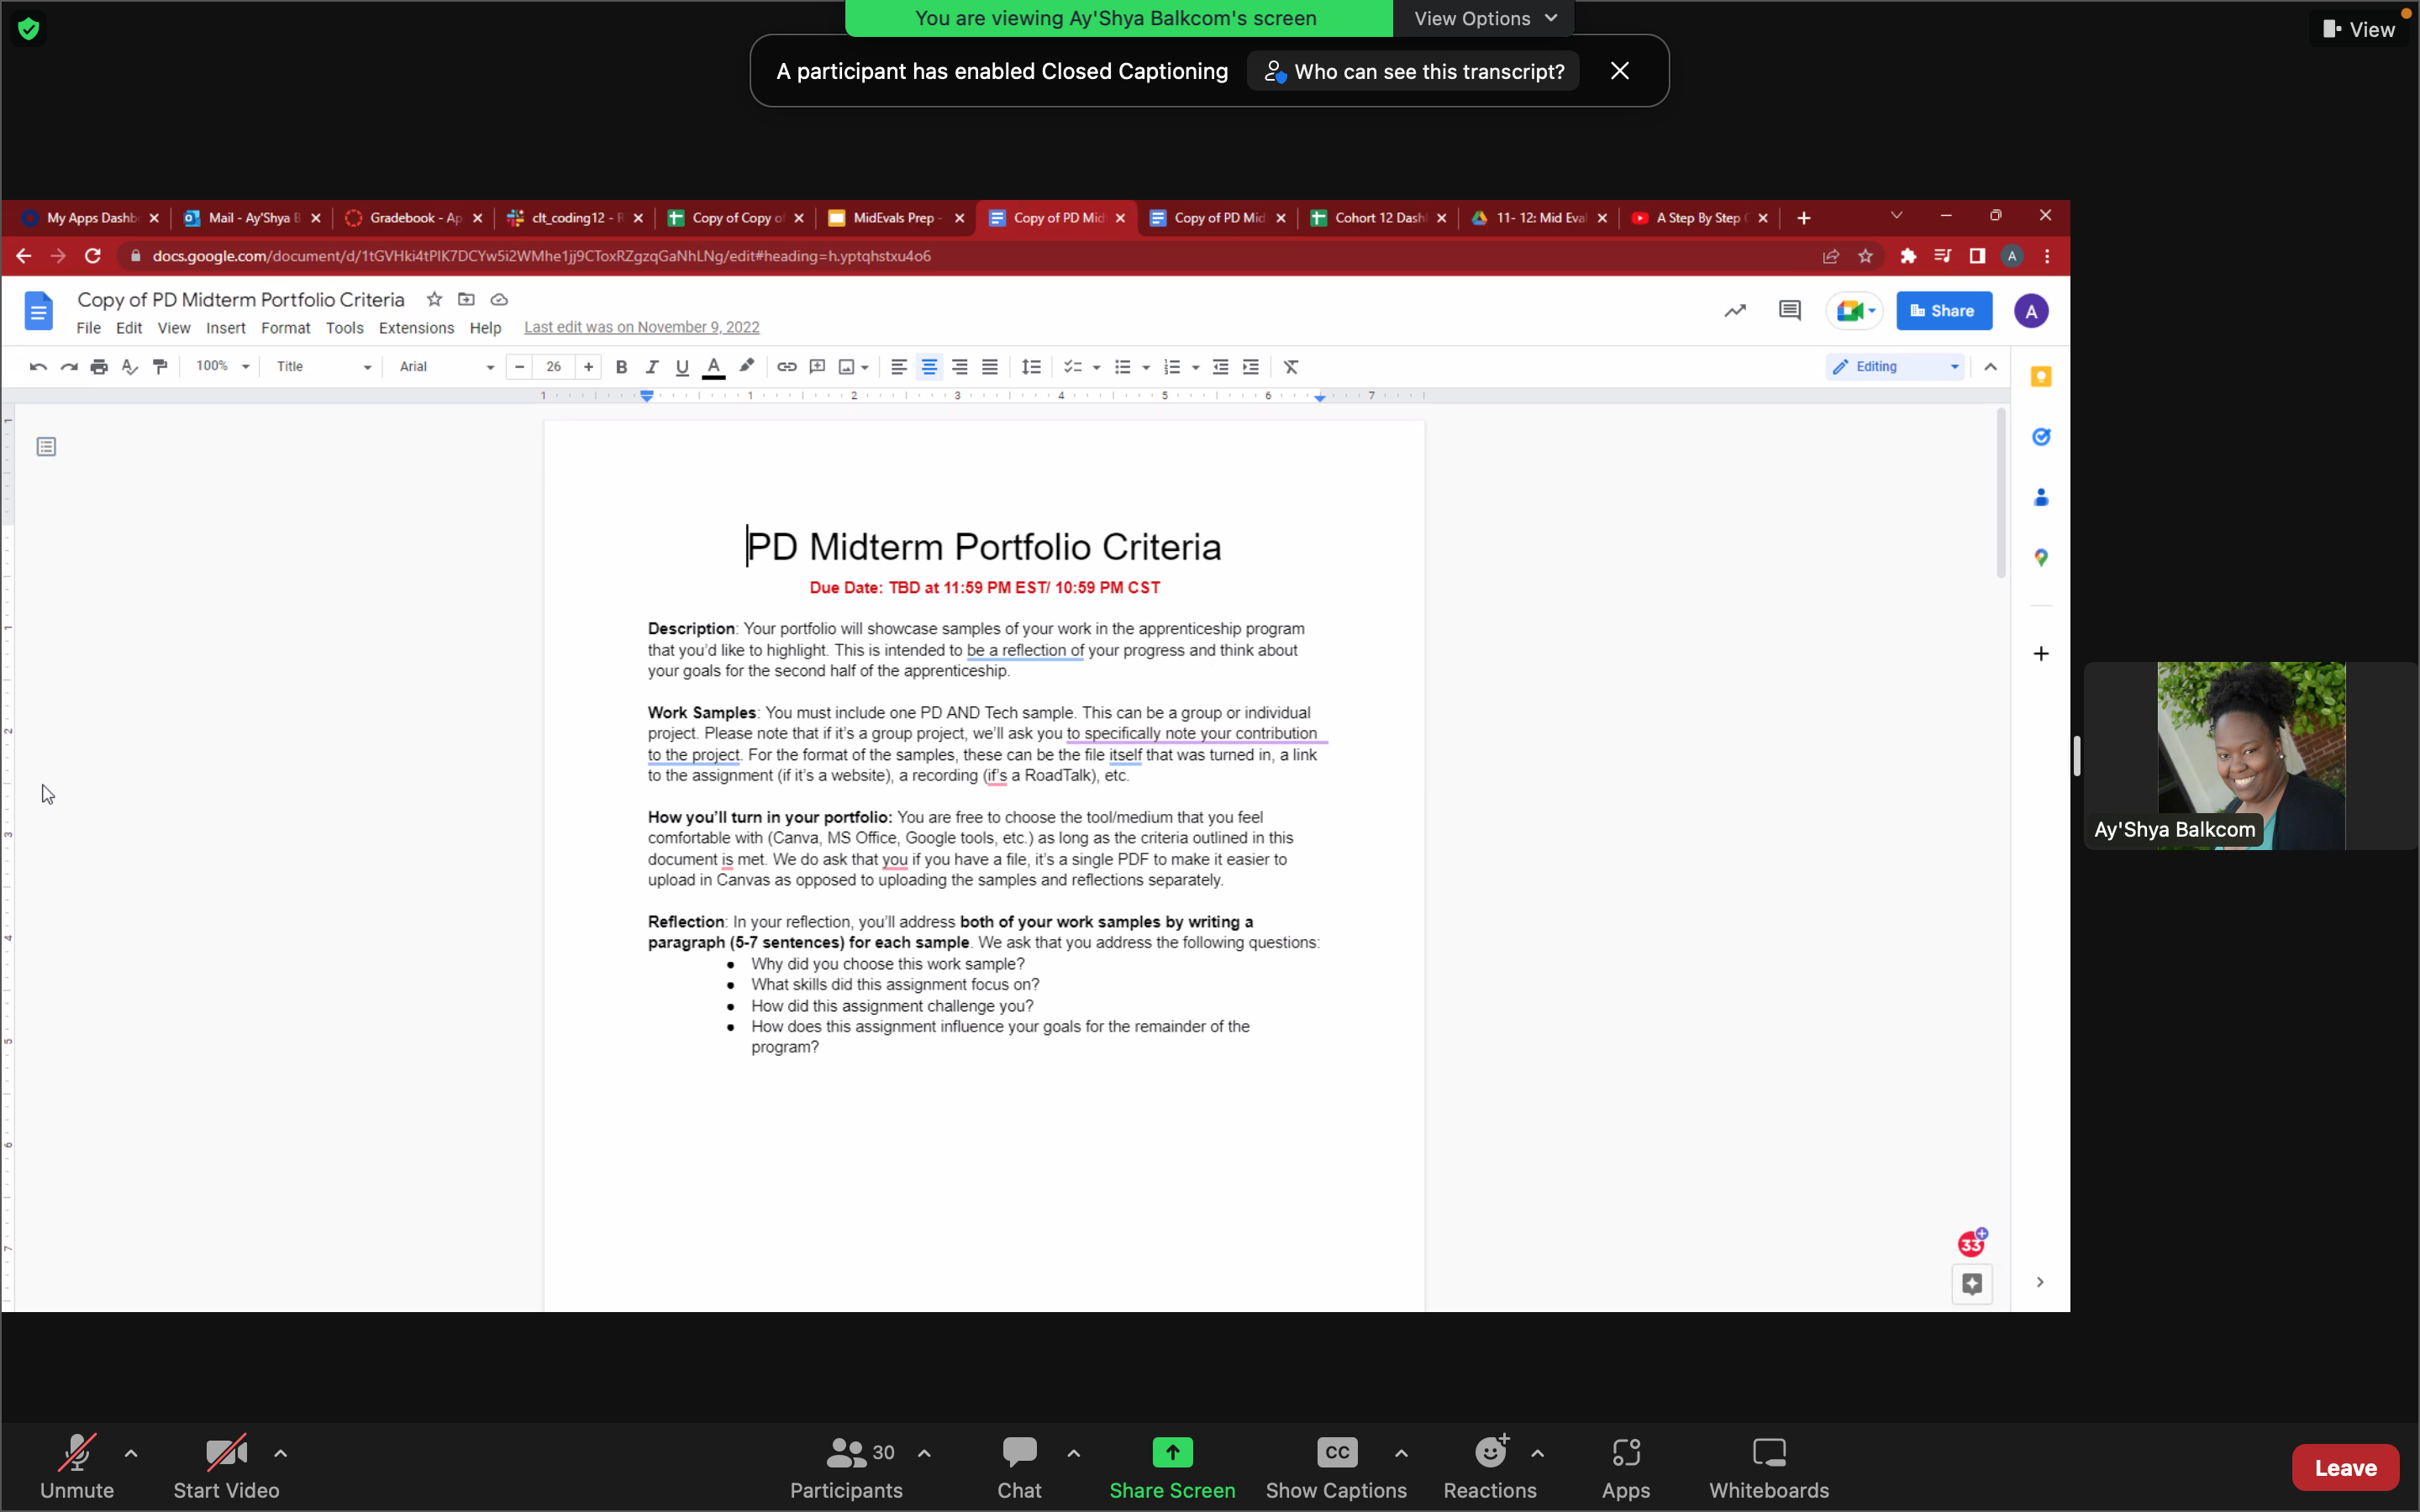 You are viewing Ay'Shya Balkcom's screen
View Options
View
A participant has enabled Closed Captioning
Who can see this transcript?
My Apps Dashb
Mail - Ay'Shya B
Gradebook - Ap
clt_coding12 - R
Copy of Copy of
MidEvals Prep -
Copy of PD Mid
Copy of PD Mid
Cohort 12 Dash
11- 12: Mid Eval
A Step By Step
docs.google.com/document/d/1tGVHki4tPIK7DCYw5i2WMhe1jj9CToxRZgzqGaNhLNg/edit#heading=h.yptqhstxu4o6
A
Copy of PD Midterm Portfolio Criteria
File Edit View Insert Format Tools Extensions Help Last edit was on November 9, 2022
Share
A
100% Title Arial 26 B I U A
Editing
1 1 2 3 4 5 6 7
PD Midterm Portfolio Criteria
Due Date: TBD at 11:59 PM EST/ 10:59 PM CST
Description: Your portfolio will showcase samples of your work in the apprenticeship program
that you'd like to highlight. This is intended to be a reflection of your progress and think about
your goals for the second half of the apprenticeship.
Work Samples: You must include one PD AND Tech sample. This can be a group or individual
project. Please note that if it's a group project, we'll ask you to specifically note your contribution
to the project. For the format of the samples, these can be the file itself that was turned in, a link
to the assignment (if it's a website), a recording (if's a RoadTalk), etc.
How you'll turn in your portfolio: You are free to choose the tool/medium that you feel
comfortable with (Canva, MS Office, Google tools, etc.) as long as the criteria outlined in this
document is met. We do ask that you if you have a file, it's a single PDF to make it easier to
upload in Canvas as opposed to uploading the samples and reflections separately.
Reflection: In your reflection, you'll address both of your work samples by writing a
paragraph (5-7 sentences) for each sample. We ask that you address the following questions:
● Why did you choose this work sample?
● What skills did this assignment focus on?
● How did this assignment challenge you?
● How does this assignment influence your goals for the remainder of the
program?
1
1
2
3
4
5
6
7
33
Ay'Shya Balkcom
Unmute
Start Video
30
Participants
Chat
Share Screen
CC
Show Captions
Reactions
Apps
Whiteboards
Leave